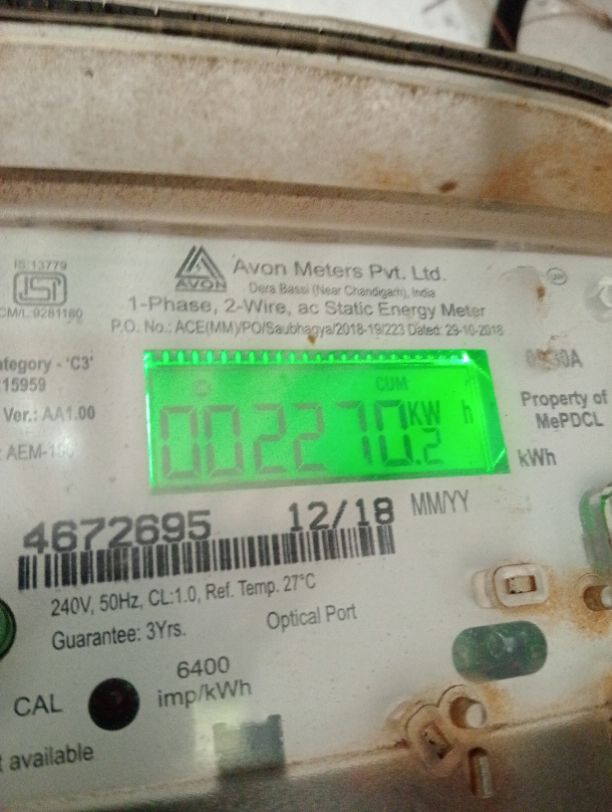 IS:13779
ISI
CM/L:9281180
AVON
Avon Meters Pvt. Ltd.
Dera Bassi (Near Chandigarh), India
1-Phase, 2-Wire, ac Static Energy Meter
P.O. No.: ACE(MM)/PO/Saubhagya/2018-19/223 Dated: 29-10-2018
ategory - 'C3'
15959
Ver.: AA1.00
CUM
002270.2 KW h
30A
Property of
MePDCL
kWh
4672695 12/18 MM/YY
240V, 50Hz, CL:1.0, Ref. Temp. 27°C
Guarantee: 3Yrs.
Optical Port
CAL
6400
imp/kWh
available